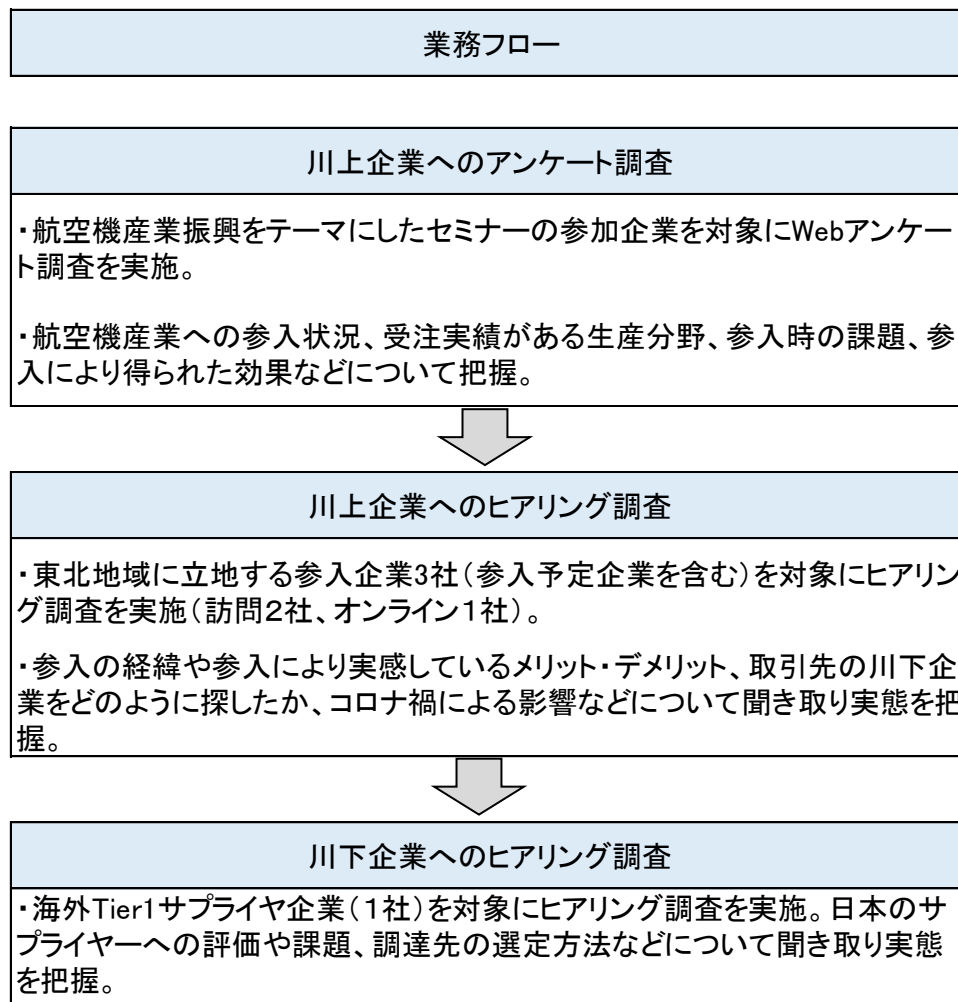 業務フロー
川上企業へのアンケート調査
・航空機産業振興をテーマにしたセミナーの参加企業を対象にWebアンケー
ト調査を実施。
・航空機産業への参入状況、受注実績がある生産分野、参入時の課題、参
入により得られた効果などについて把握。
川上企業へのヒアリング調査
・東北地域に立地する参入企業3社（参入予定企業を含む）を対象にヒアリン
グ調査を実施（訪問２社、オンライン１社）。
・参入の経緯や参入により実感しているメリット・デメリット、取引先の川下企
業をどのように探したか、コロナ禍による影響などについて聞き取り実態を把
握。
川下企業へのヒアリング調査
・海外Tier1サプライヤ企業（１社）を対象にヒアリング調査を実施。日本のサ
プライヤーへの評価や課題、調達先の選定方法などについて聞き取り実態
を把握。